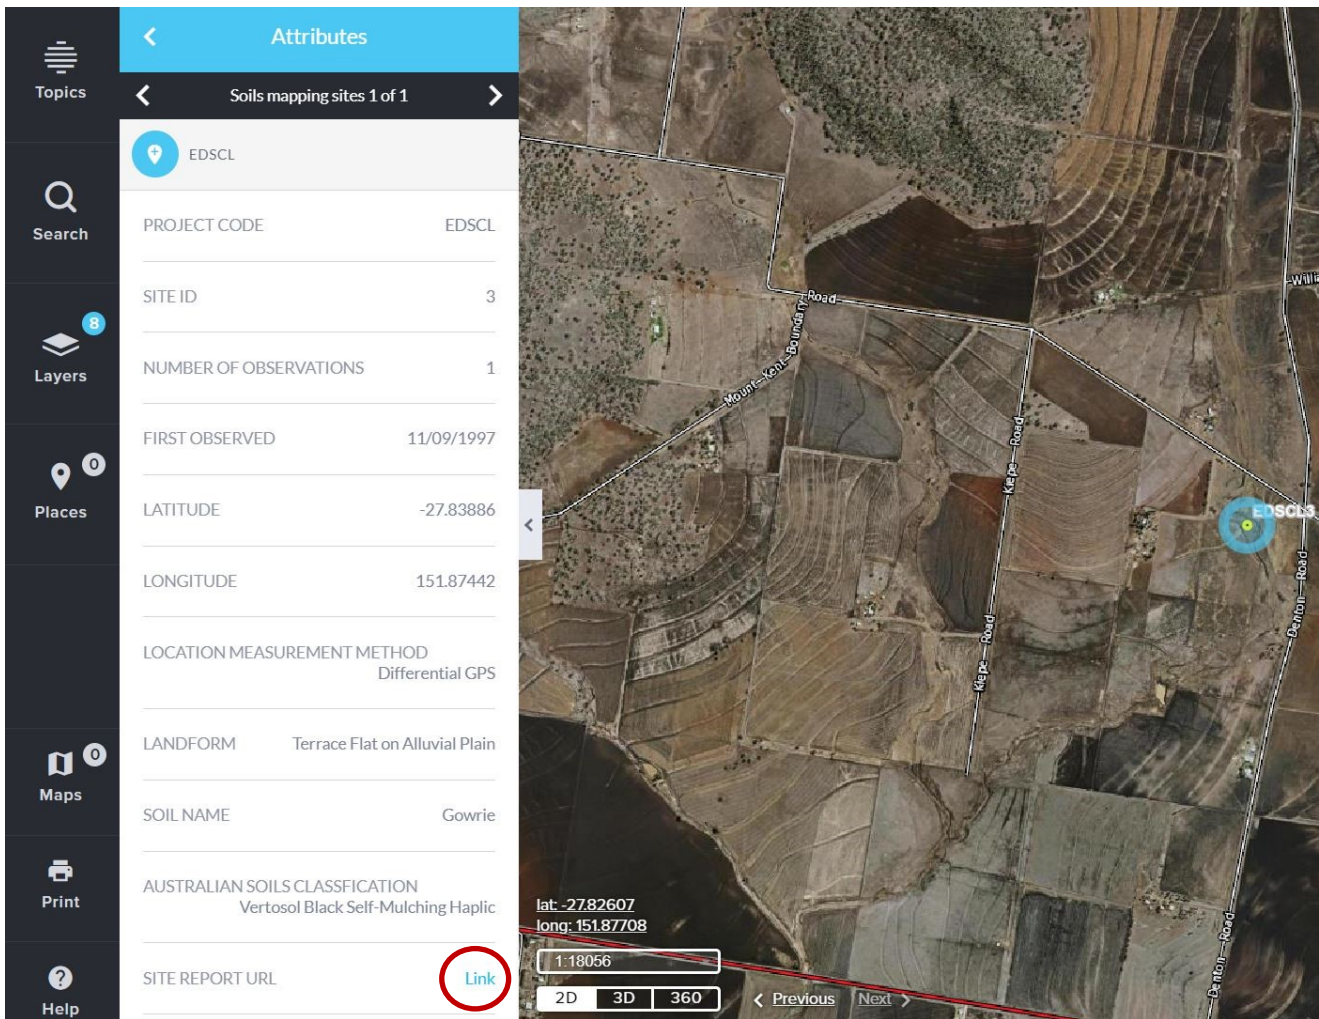 Topics
Search
8
Layers
0
Places
0
Maps
Print
Help
Attributes
Soils mapping sites 1 of 1
EDSCL
PROJECT CODE EDSCL
SITE ID 3
NUMBER OF OBSERVATIONS 1
FIRST OBSERVED 11/09/1997
LATITUDE -27.83886
LONGITUDE 151.87442
LOCATION MEASUREMENT METHOD
Differential GPS
LANDFORM Terrace Flat on Alluvial Plain
SOIL NAME Gowrie
AUSTRALIAN SOILS CLASSFICATION
Vertosol Black Self-Mulching Haplic
SITE REPORT URL Link
Mount-Kent-Boundary Road
Kiepe Road
Kiepe Road
EDSCL3
Denton Road
Denton Road
lat: -27.82607
long: 151.87708
1:18056
2D 3D 360
Previous Next